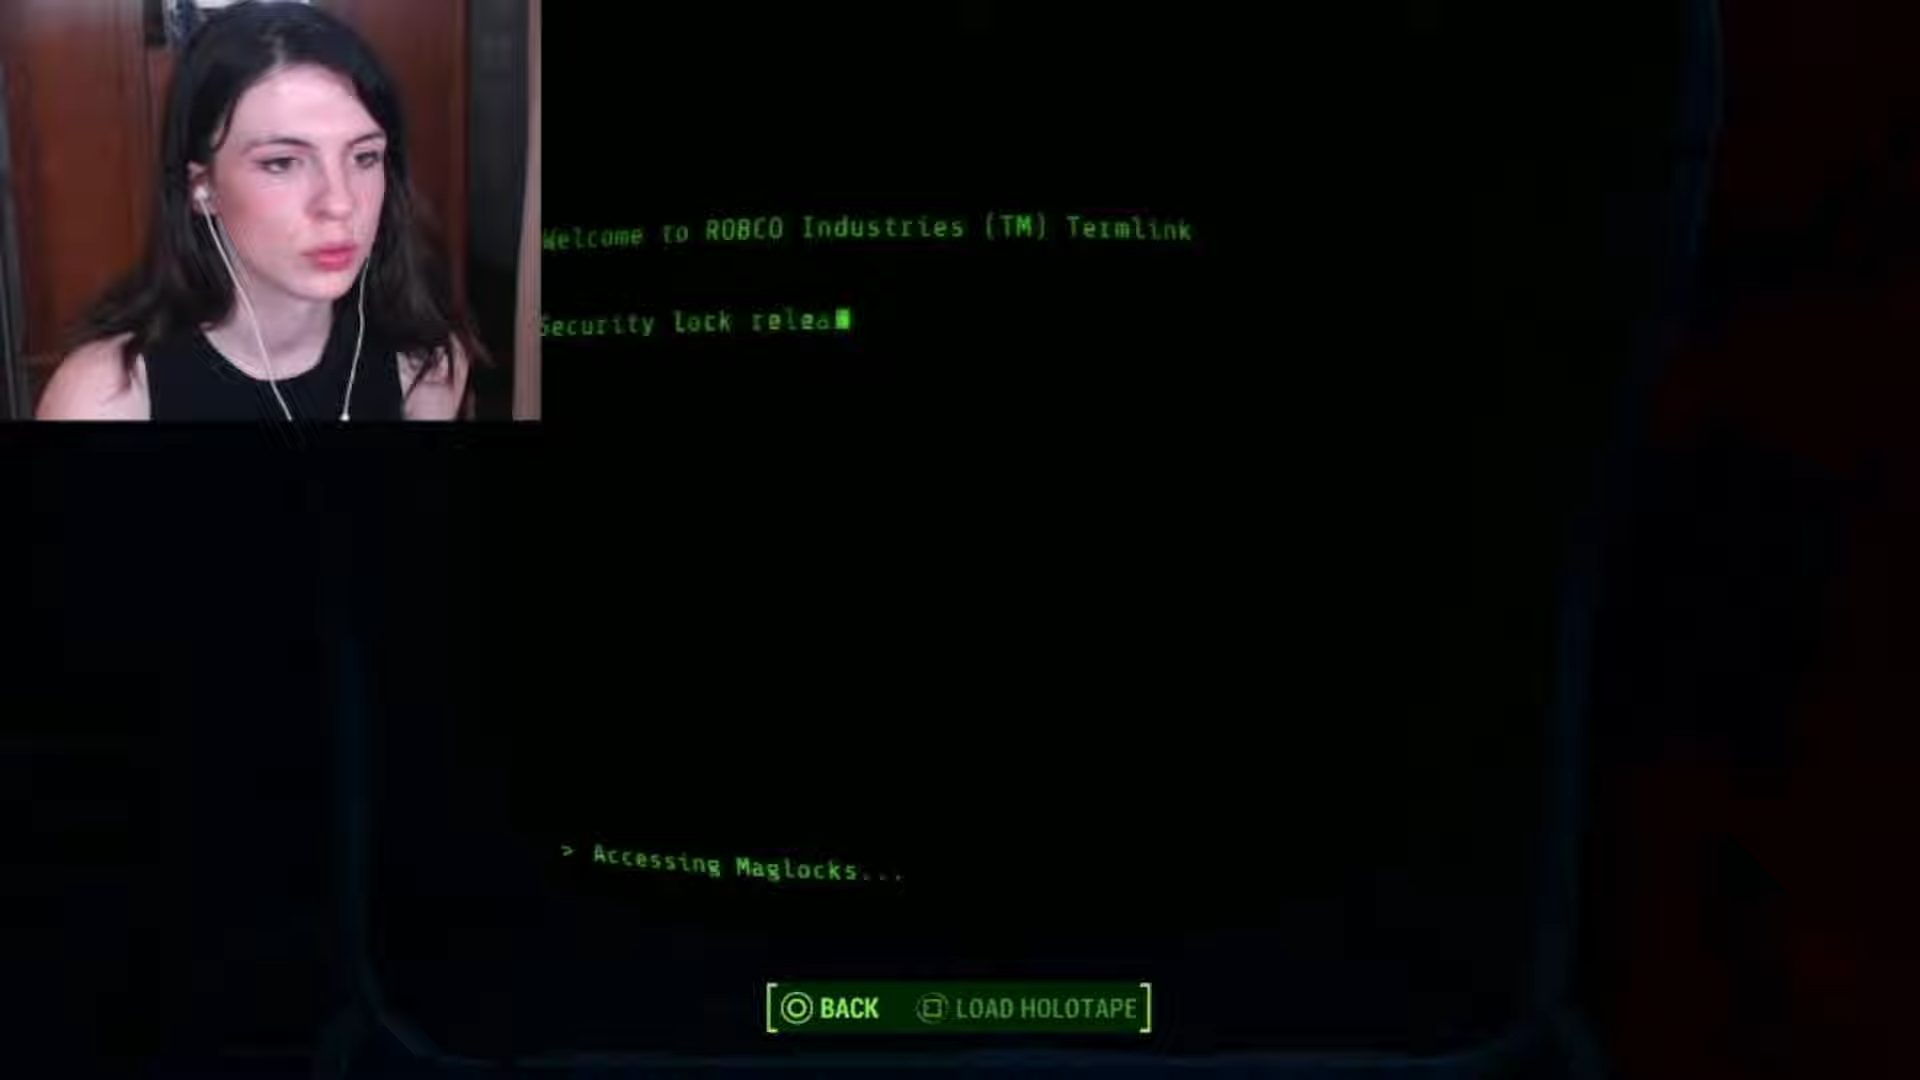 Welcome to ROBCO Industries (TM) Termlink
Security lock relea
> Accessing Maglocks...
BACK LOAD HOLOTAPE